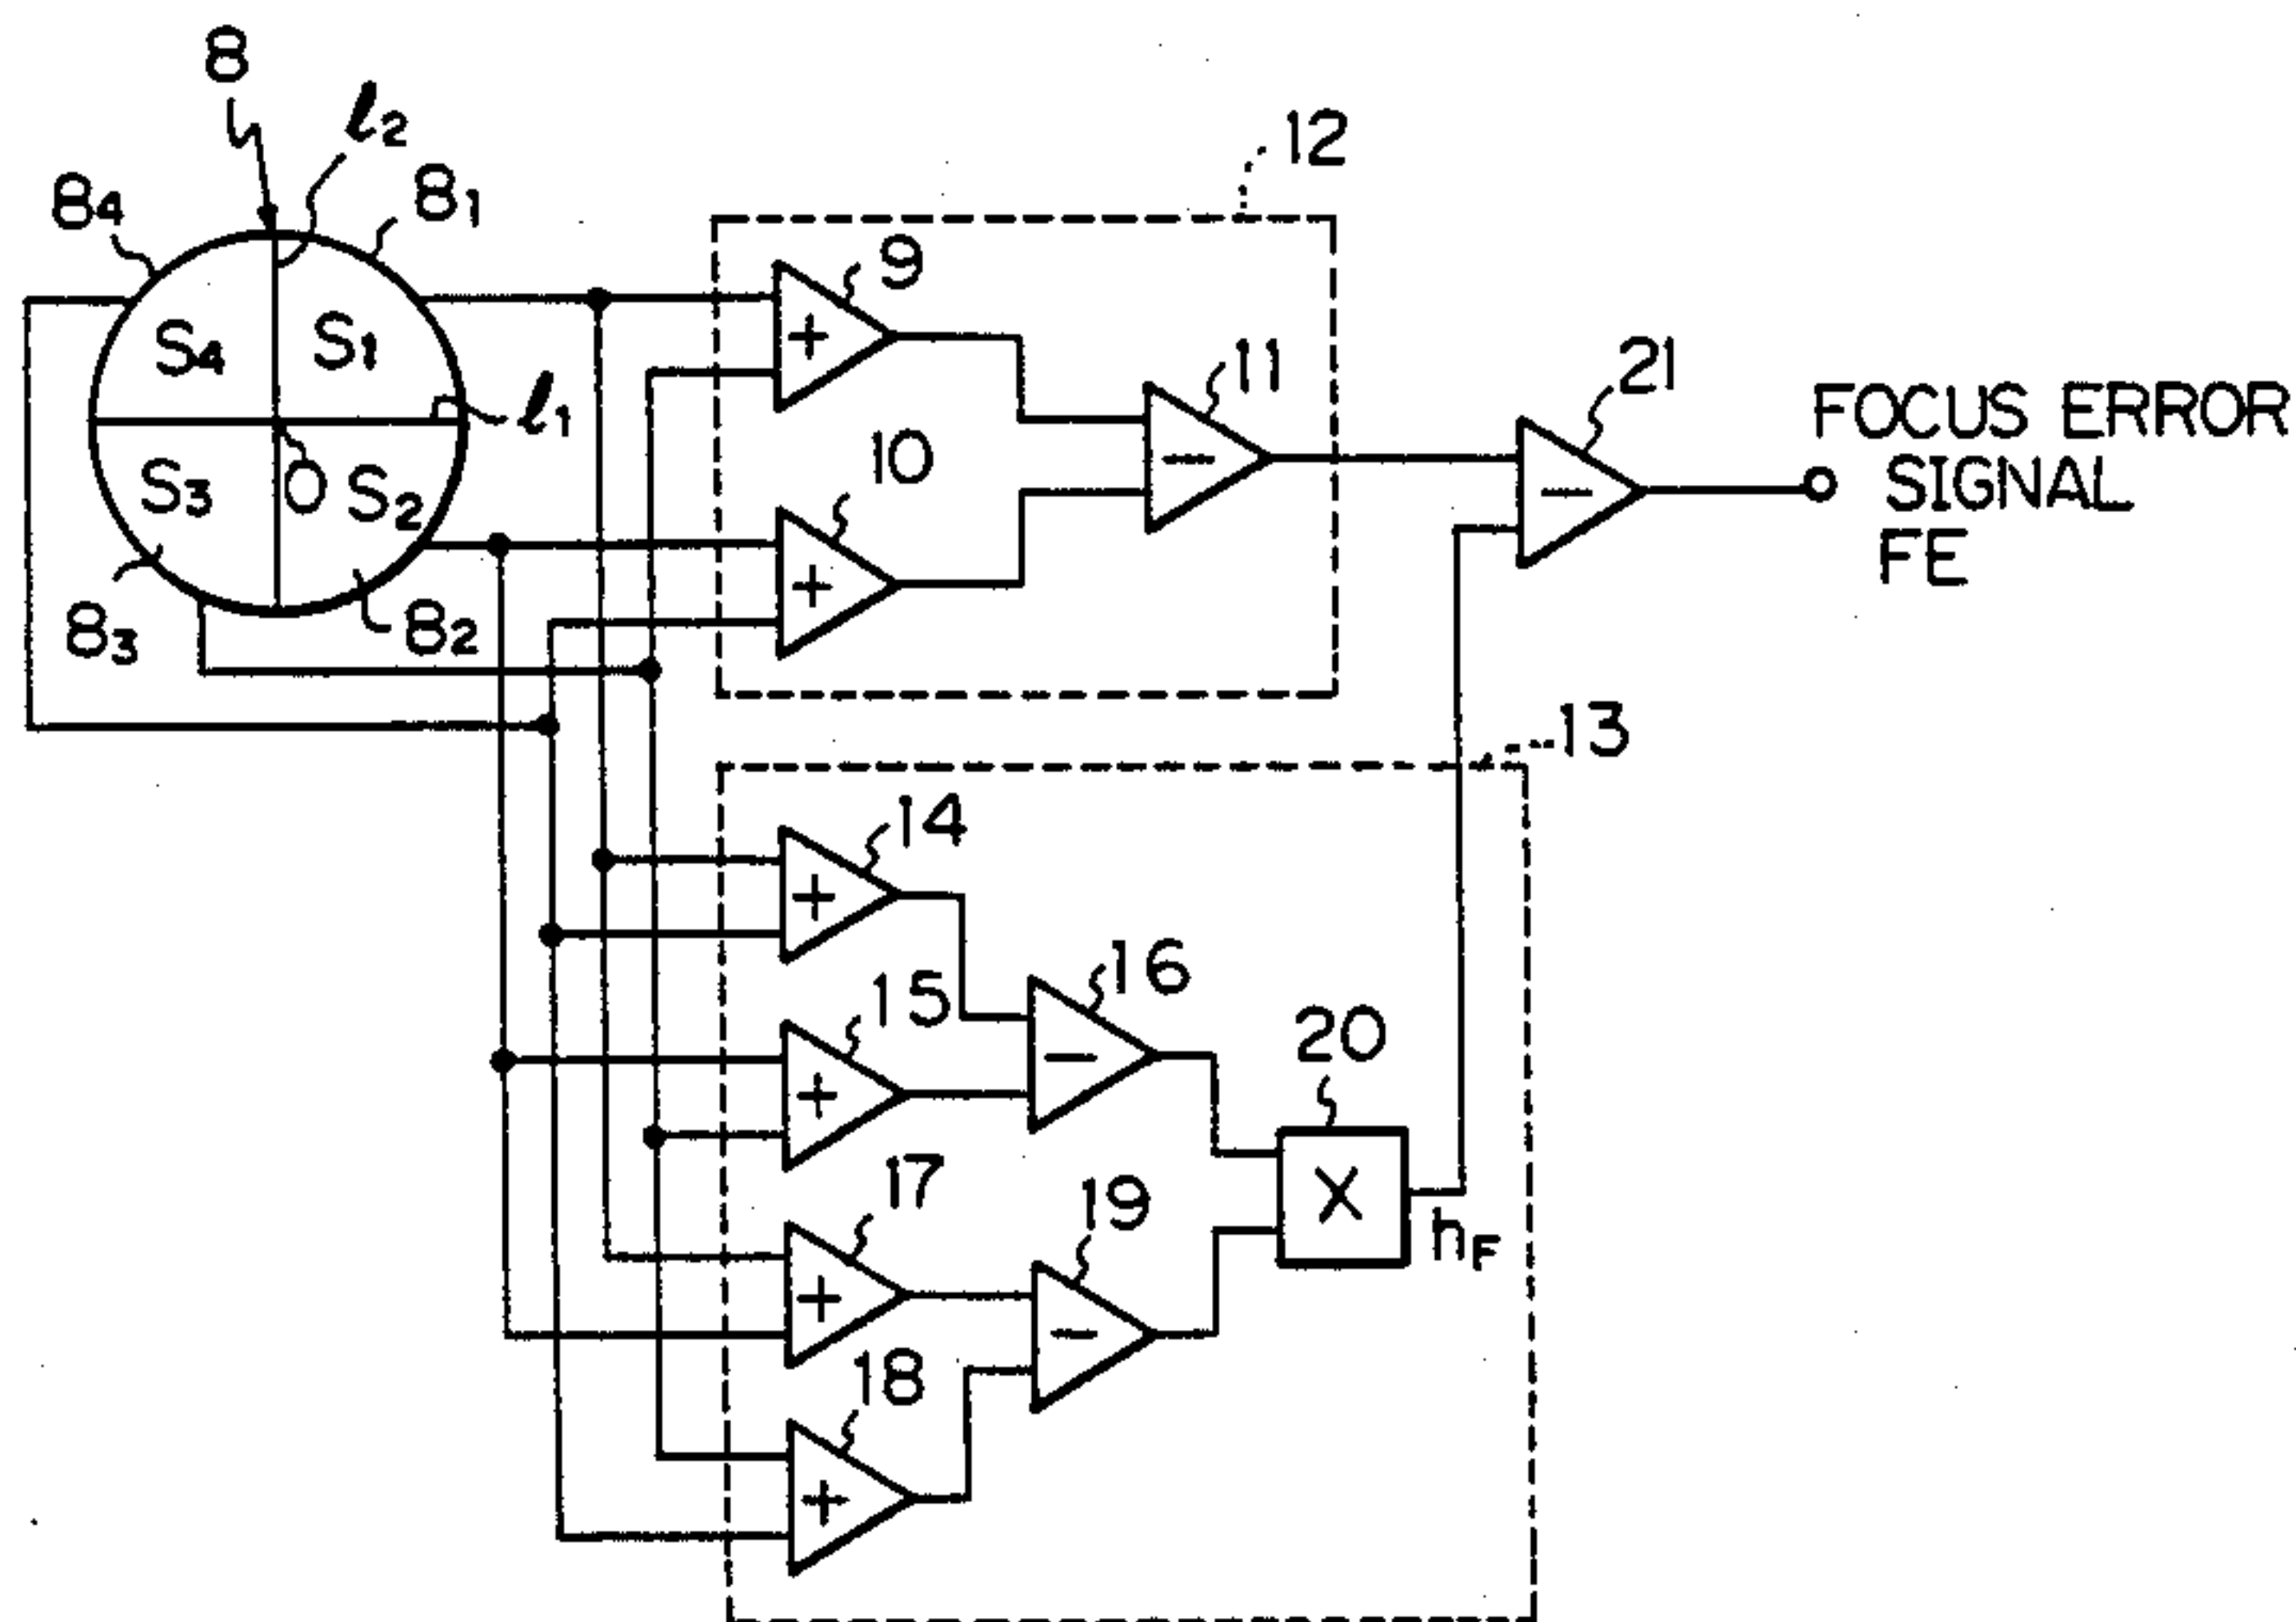 8
l2
84
81
12
9
S4
S1
11
21
l1
FOCUS ERROR
SIGNAL
FE
10
S3
O
S2
83
82
13
14
+
+
−
−
+
15
16
+
+
−
20
17
X
19
hF
+
−
18
+